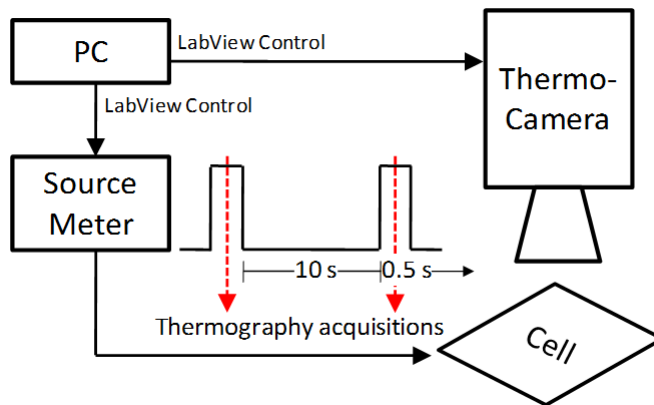 PC
LabView Control
Thermo-
Camera
LabView Control
Source
Meter
10 s
0.5 s
Thermography acquisitions
Cell